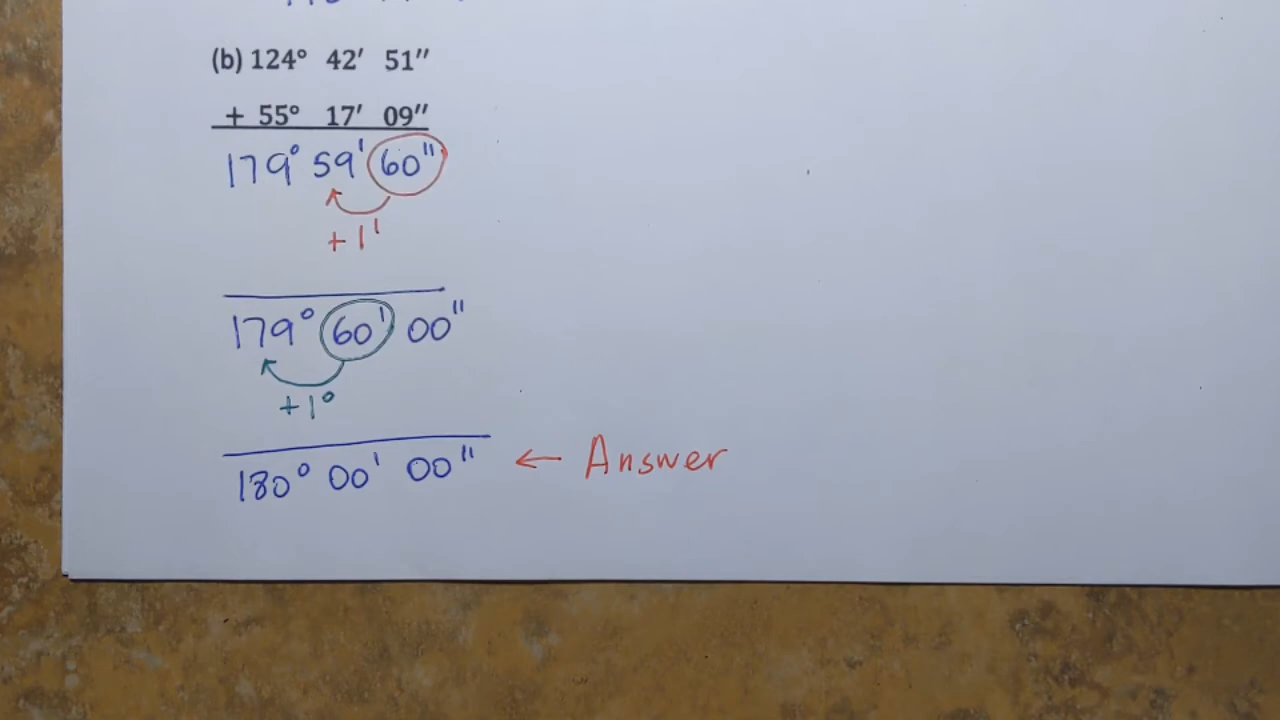 (b) 124° 42′ 51″
+ 55° 17′ 09″
179° 59' 60"
+1'
179° 60' 00"
+1°
180° 00' 00" ← Answer